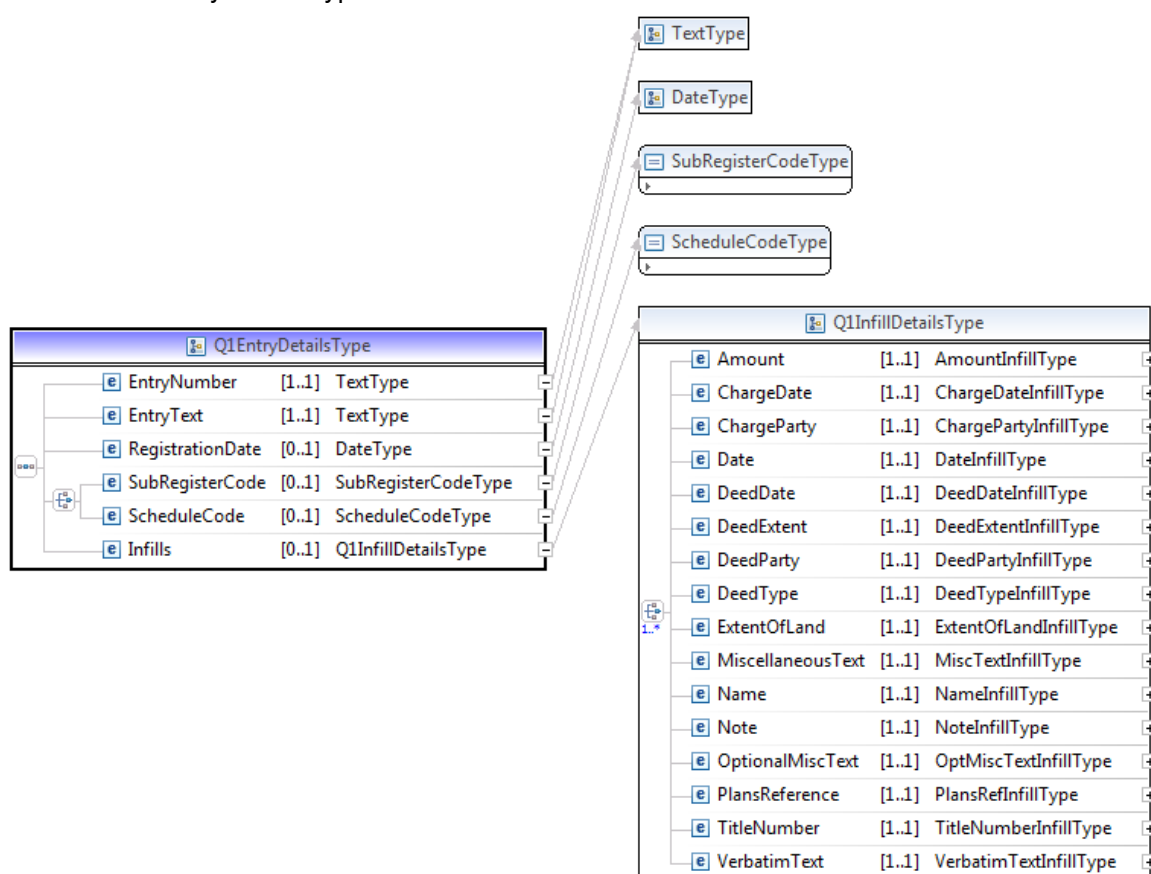 TextType
DateType
SubRegisterCodeType
ScheduleCodeType
Q1EntryDetailsType
EntryNumber [1..1] TextType
EntryText [1..1] TextType
RegistrationDate [0..1] DateType
SubRegisterCode [0..1] SubRegisterCodeType
ScheduleCode [0..1] ScheduleCodeType
Infills [0..1] Q1InfillDetailsType
Q1InfillDetailsType
1..*
Amount [1..1] AmountInfillType
ChargeDate [1..1] ChargeDateInfillType
ChargeParty [1..1] ChargePartyInfillType
Date [1..1] DateInfillType
DeedDate [1..1] DeedDateInfillType
DeedExtent [1..1] DeedExtentInfillType
DeedParty [1..1] DeedPartyInfillType
DeedType [1..1] DeedTypeInfillType
ExtentOfLand [1..1] ExtentOfLandInfillType
MiscellaneousText [1..1] MiscTextInfillType
Name [1..1] NameInfillType
Note [1..1] NoteInfillType
OptionalMiscText [1..1] OptMiscTextInfillType
PlansReference [1..1] PlansRefInfillType
TitleNumber [1..1] TitleNumberInfillType
VerbatimText [1..1] VerbatimTextInfillType